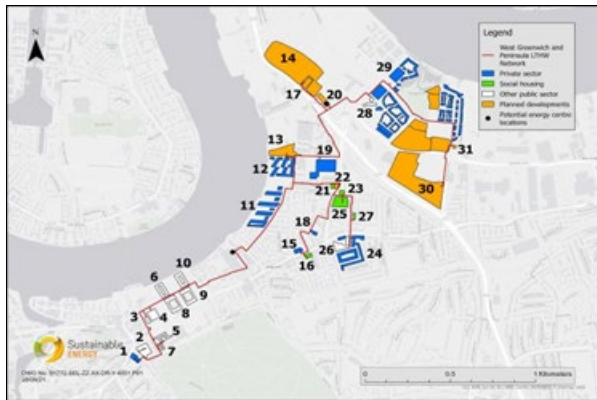 N
Legend
West Greenwich and
Peninsula LTHW
Network
Private sector
Social housing
Other public sector
Planned developments
Potential energy centre
locations
14
17
20
29
28
13
19
12
31
22
21
23
30
11
25
27
18
15
26
24
16
10
6
9
8
3
4
5
2
7
1
Sustainable
ENERGY
0
0.5
1 Kilometers